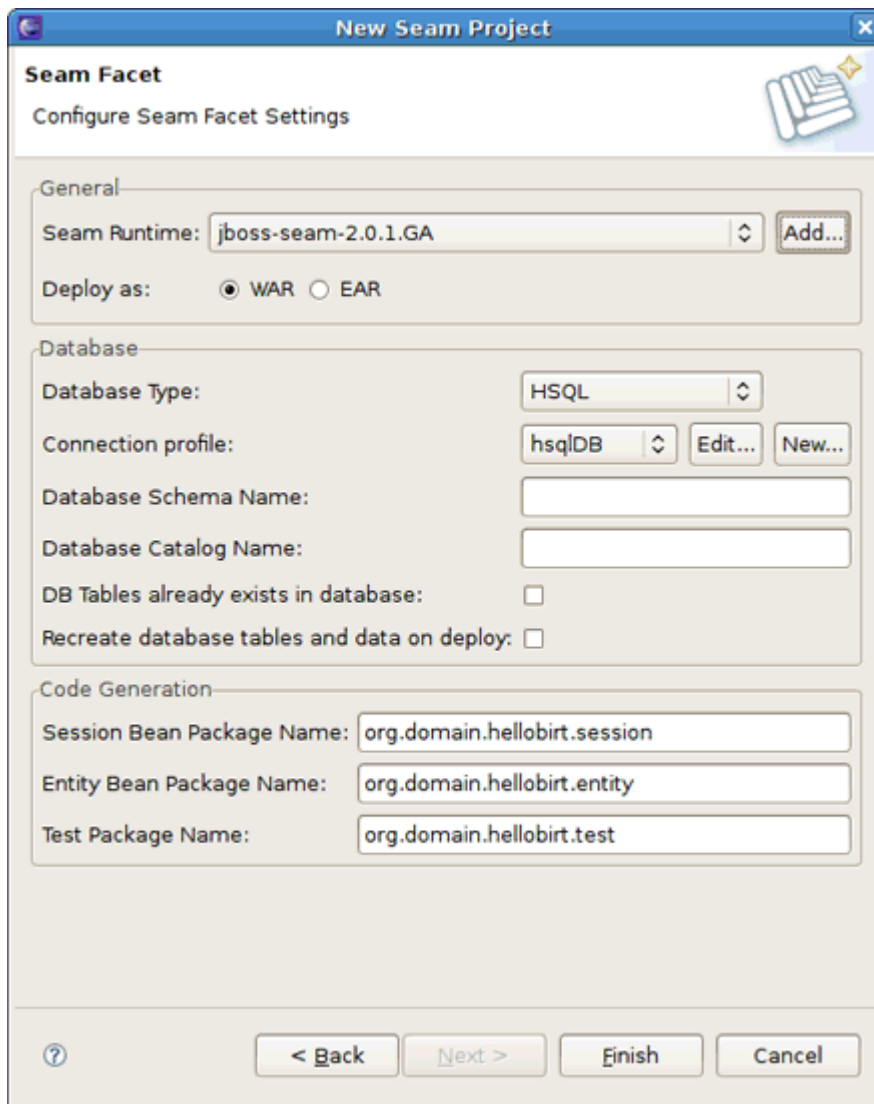 New Seam Project
Seam Facet
Configure Seam Facet Settings
General
Seam Runtime: jboss-seam-2.0.1.GA Add...
Deploy as: WAR EAR
Database
Database Type: HSQL
Connection profile: hsqlDB Edit... New...
Database Schema Name:
Database Catalog Name:
DB Tables already exists in database:
Recreate database tables and data on deploy:
Code Generation
Session Bean Package Name: org.domain.hellobirt.session
Entity Bean Package Name: org.domain.hellobirt.entity
Test Package Name: org.domain.hellobirt.test
? < Back Next > Finish Cancel